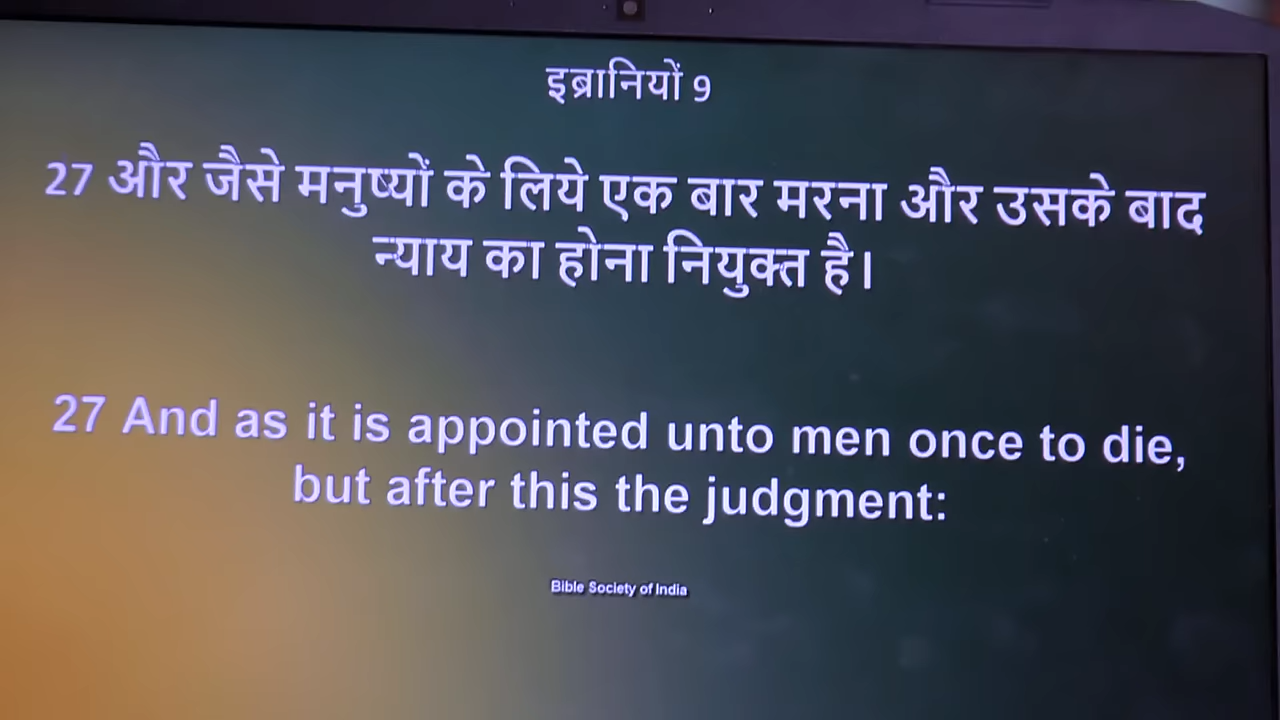 इब्रानियों 9
27 और जैसे मनुष्यों के लिये एक बार मरना और उसके बाद
न्याय का होना नियुक्त है।
27 And as it is appointed unto men once to die,
but after this the judgment:
Bible Society of India